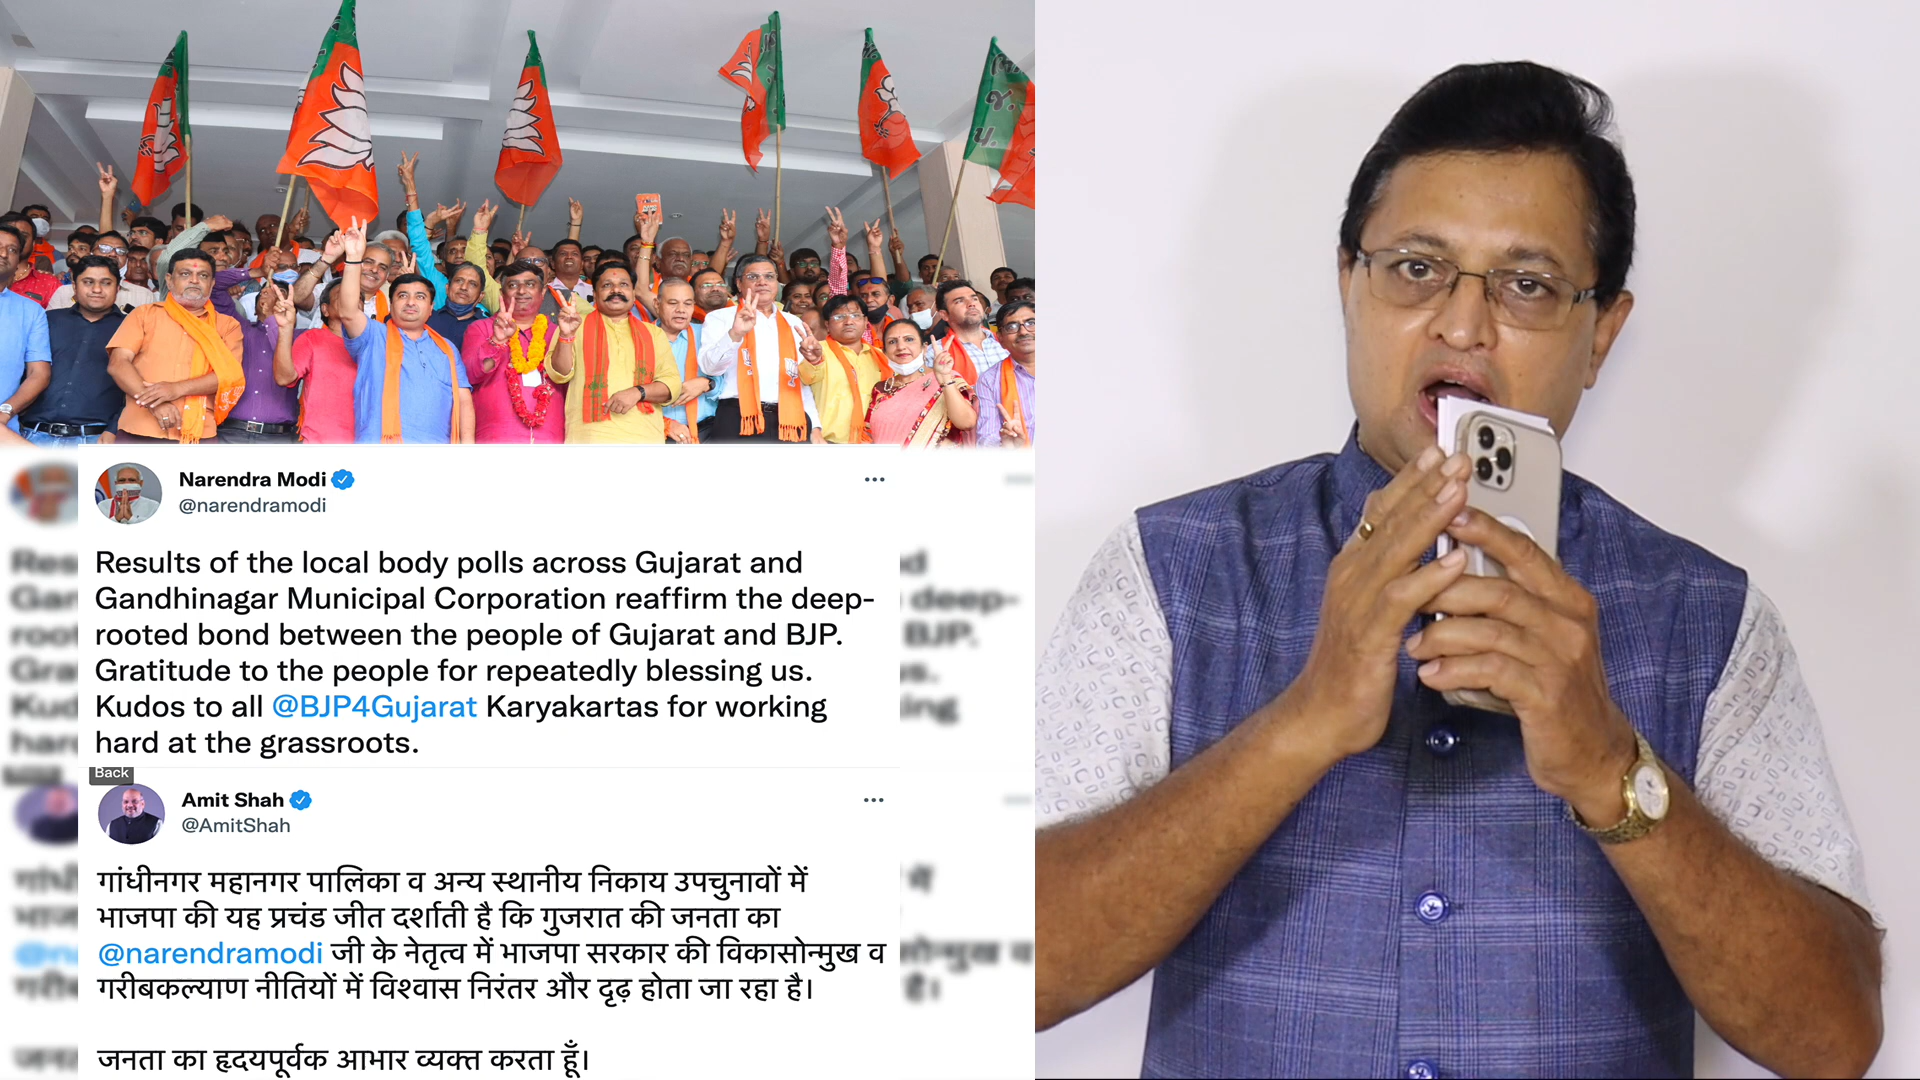 જ.
પ.
Narendra Modi
@narendramodi
Results of the local body polls across Gujarat and
Gandhinagar Municipal Corporation reaffirm the deep-
rooted bond between the people of Gujarat and BJP.
Gratitude to the people for repeatedly blessing us.
Kudos to all @BJP4Gujarat Karyakartas for working
hard at the grassroots.
Back
Amit Shah
@AmitShah
गांधीनगर महानगर पालिका व अन्य स्थानीय निकाय उपचुनावों में
भाजपा की यह प्रचंड जीत दर्शाती है कि गुजरात की जनता का
@narendramodi जी के नेतृत्व में भाजपा सरकार की विकासोन्मुख व
गरीबकल्याण नीतियों में विश्वास निरंतर और दृढ़ होता जा रहा है।
जनता का हृदयपूर्वक आभार व्यक्त करता हूँ।